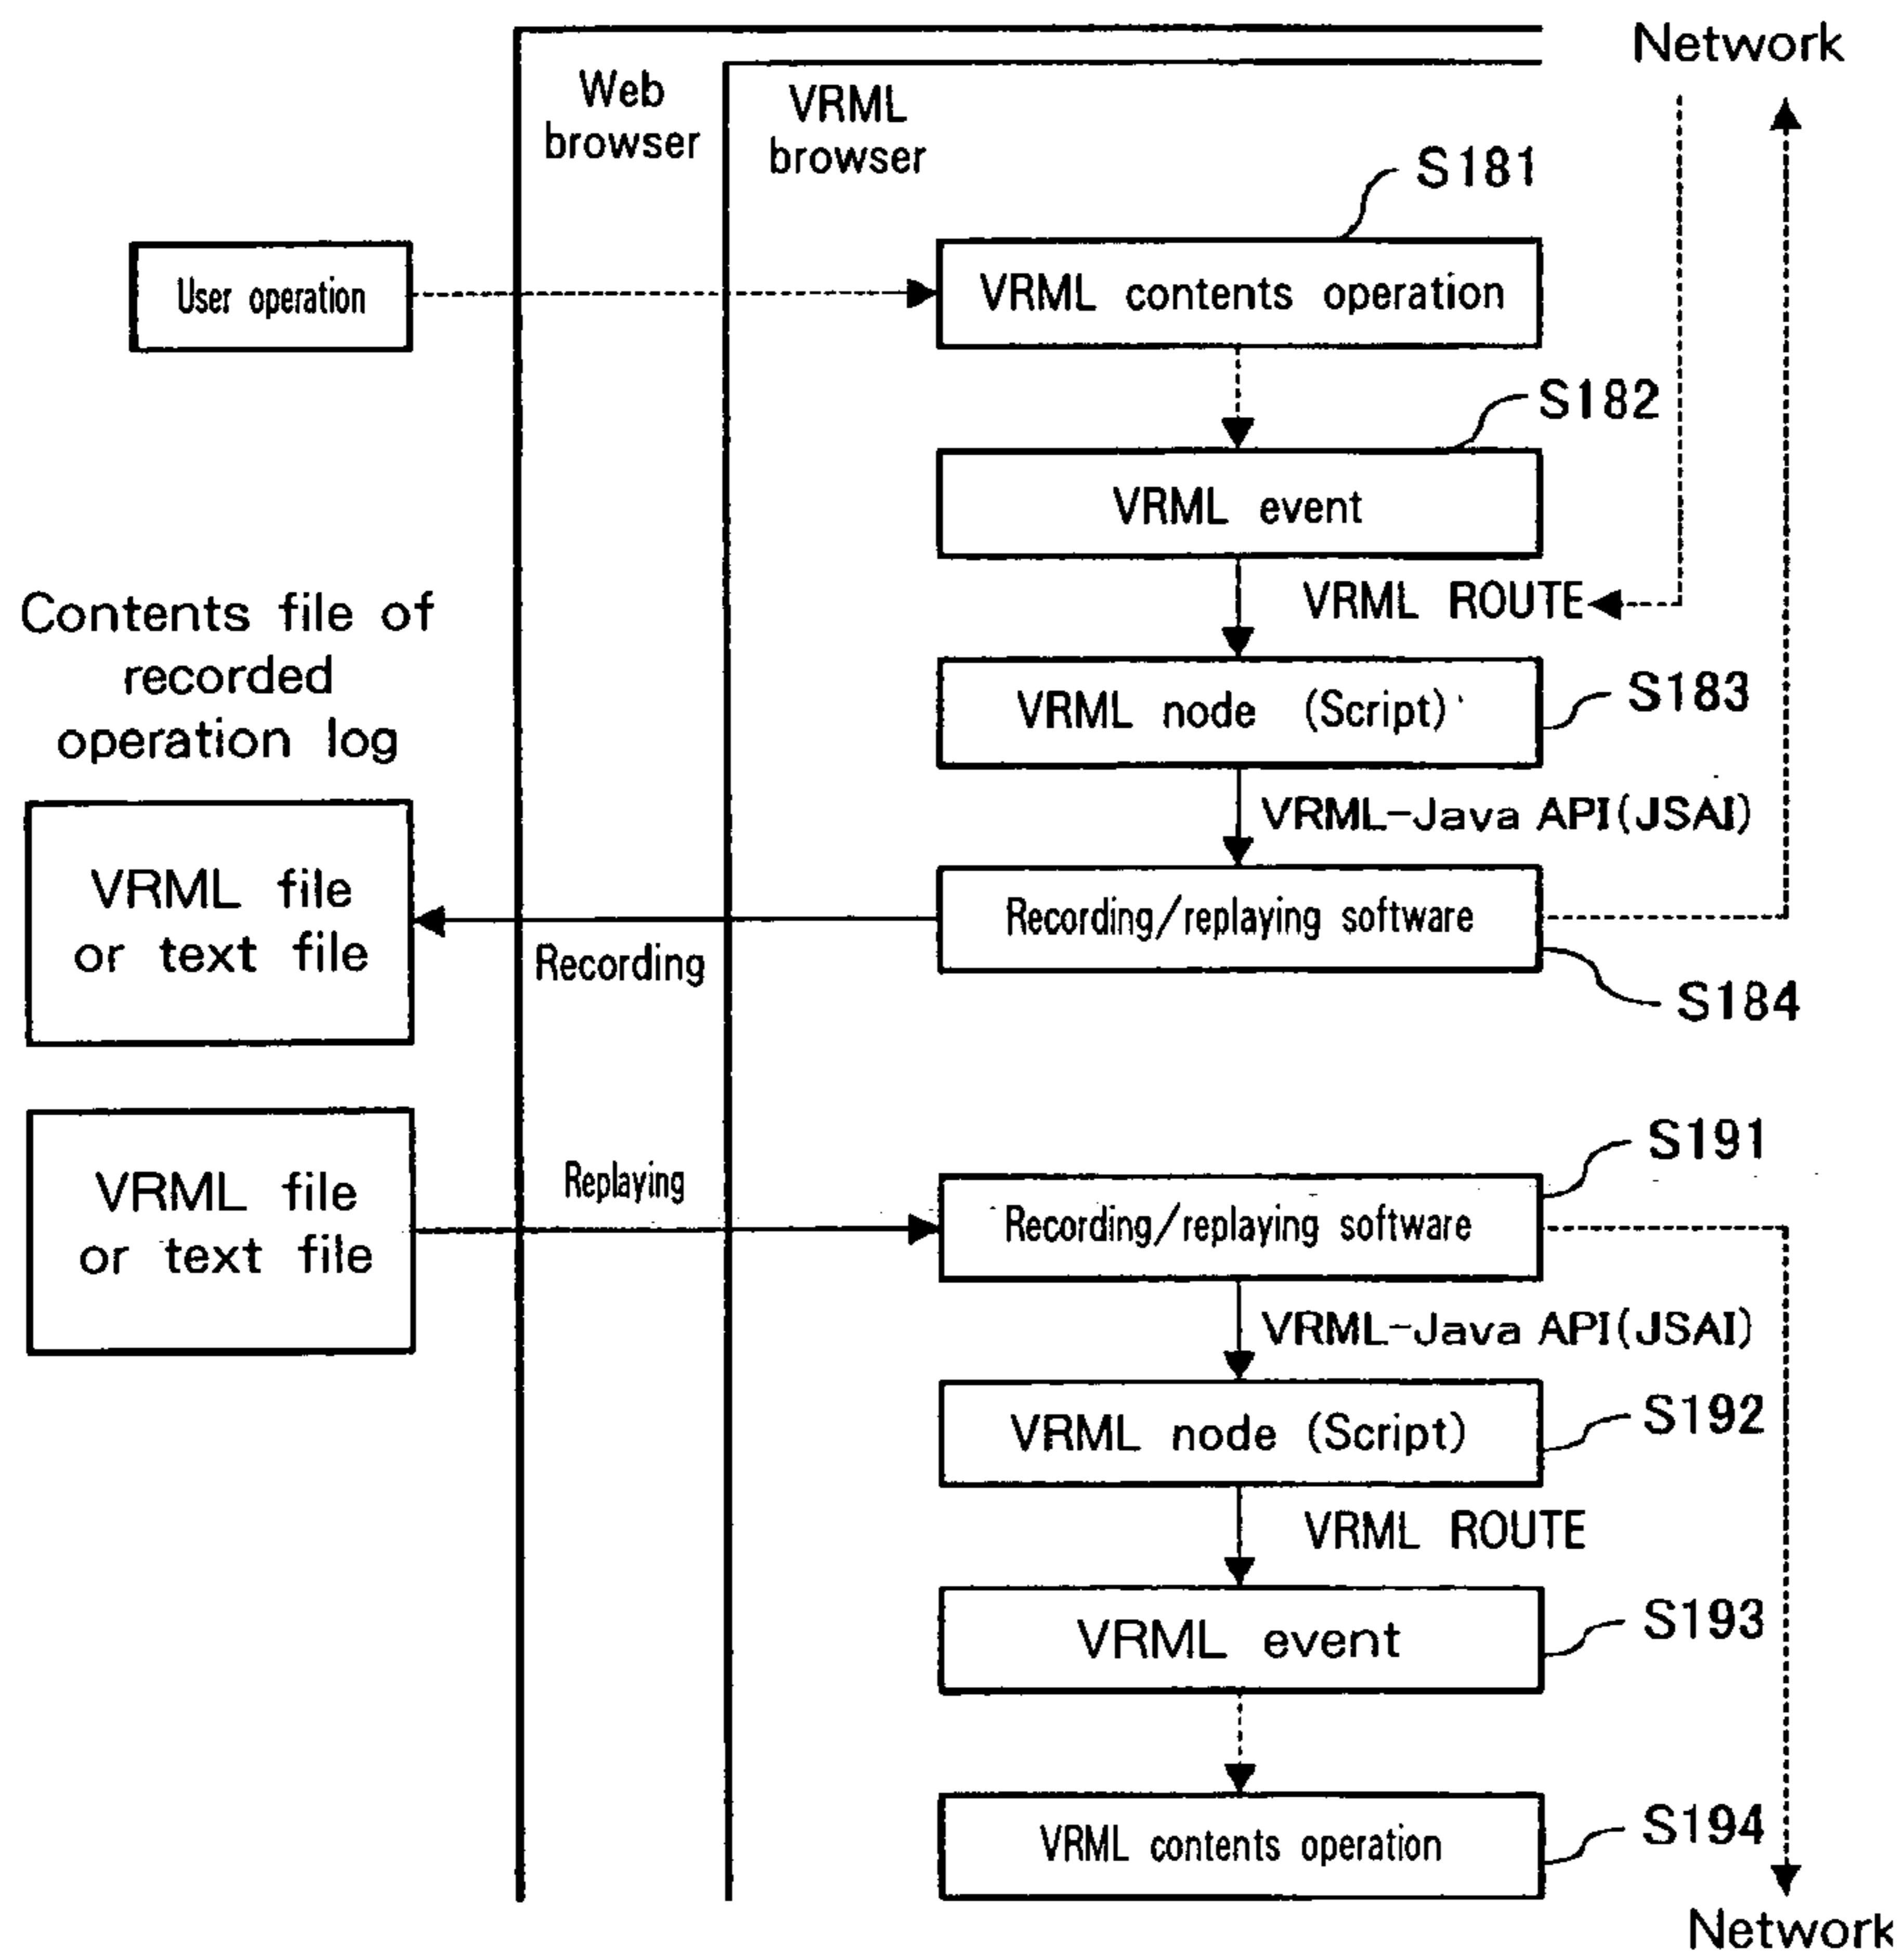 Network
Web
browser
VRML
browser
S181
User operation
VRML contents operation
S182
VRML event
VRML ROUTE
Contents file of
recorded
operation log
VRML node (Script)
S183
VRML-Java API(JSAI)
VRML file
or text file
Recording/replaying software
Recording
S184
S191
VRML file
or text file
Replaying
Recording/replaying software
VRML-Java API(JSAI)
VRML node (Script)
S192
VRML ROUTE
VRML event
S193
VRML contents operation
S194
Network